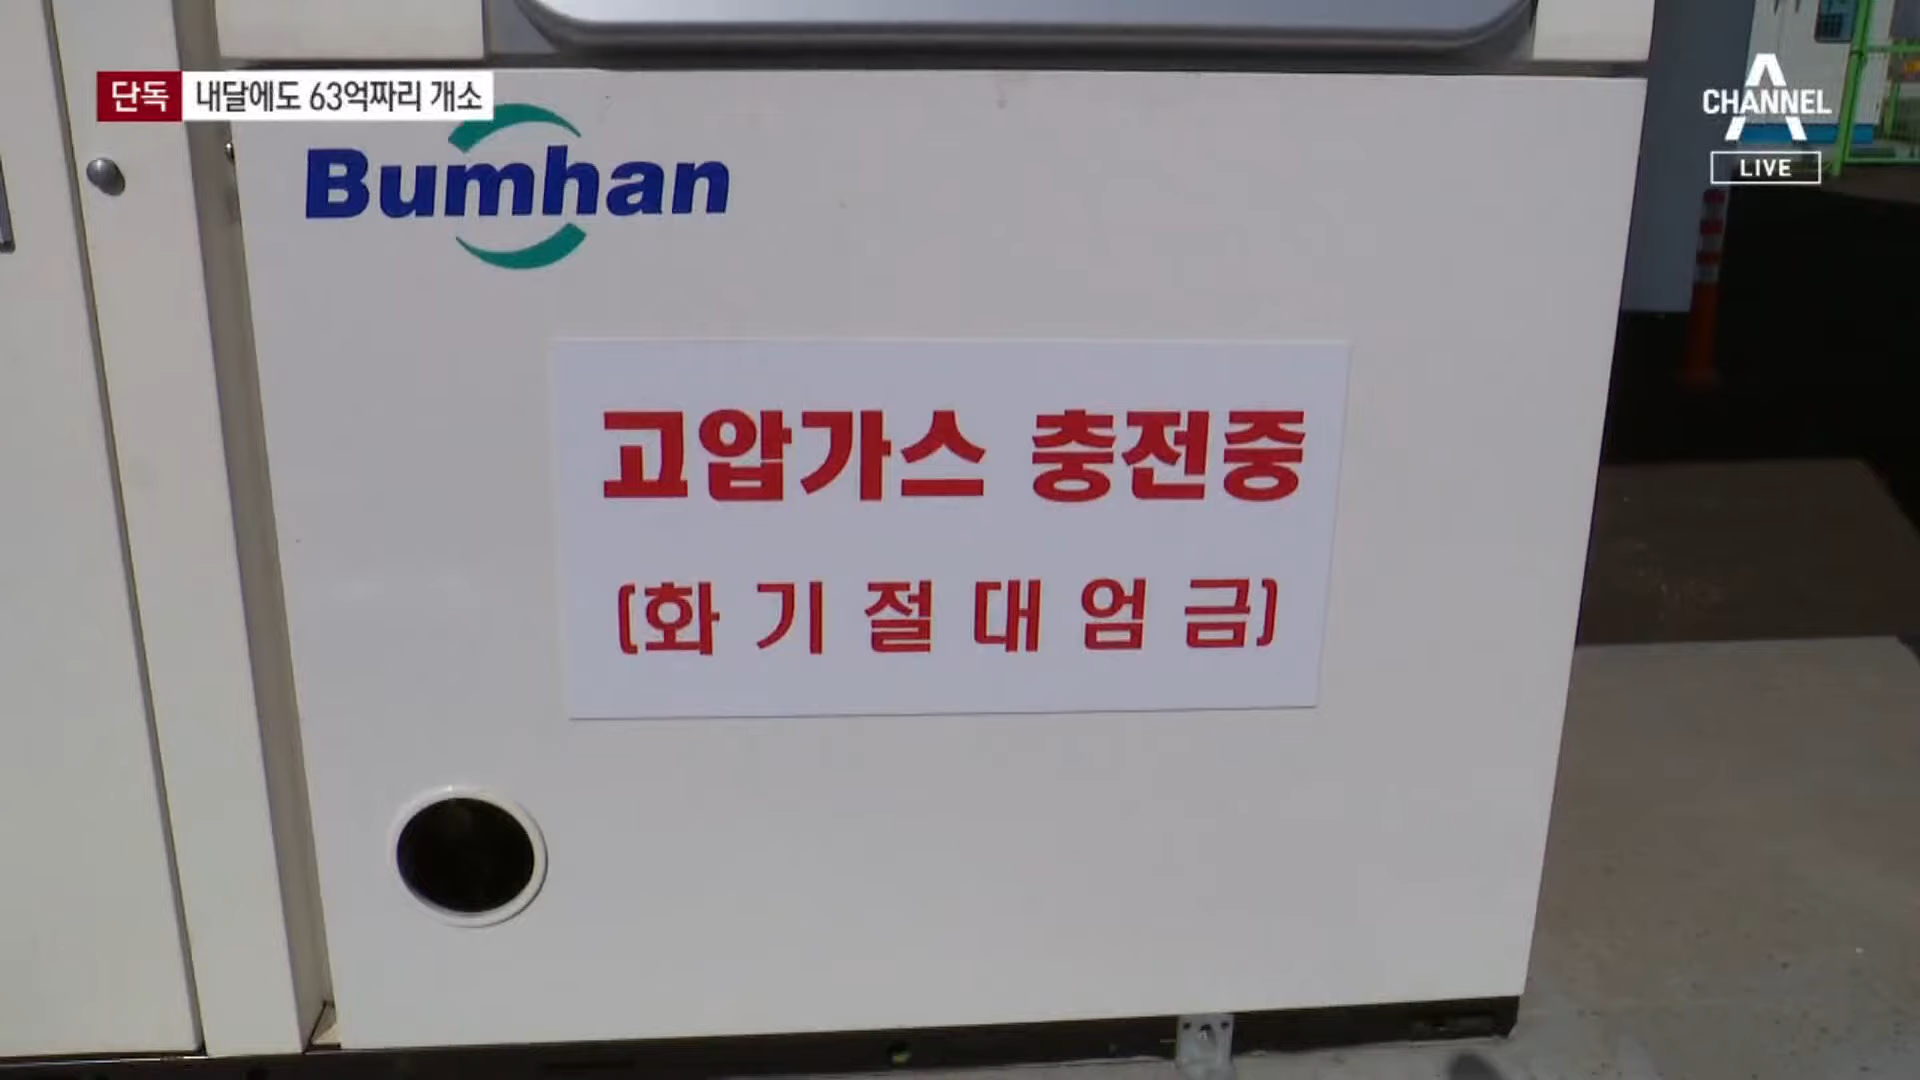 단독 내달에도 63억짜리 개소
CHANNEL A
LIVE
Bumhan
고압가스 충전중
(화 기 절 대 엄 금)